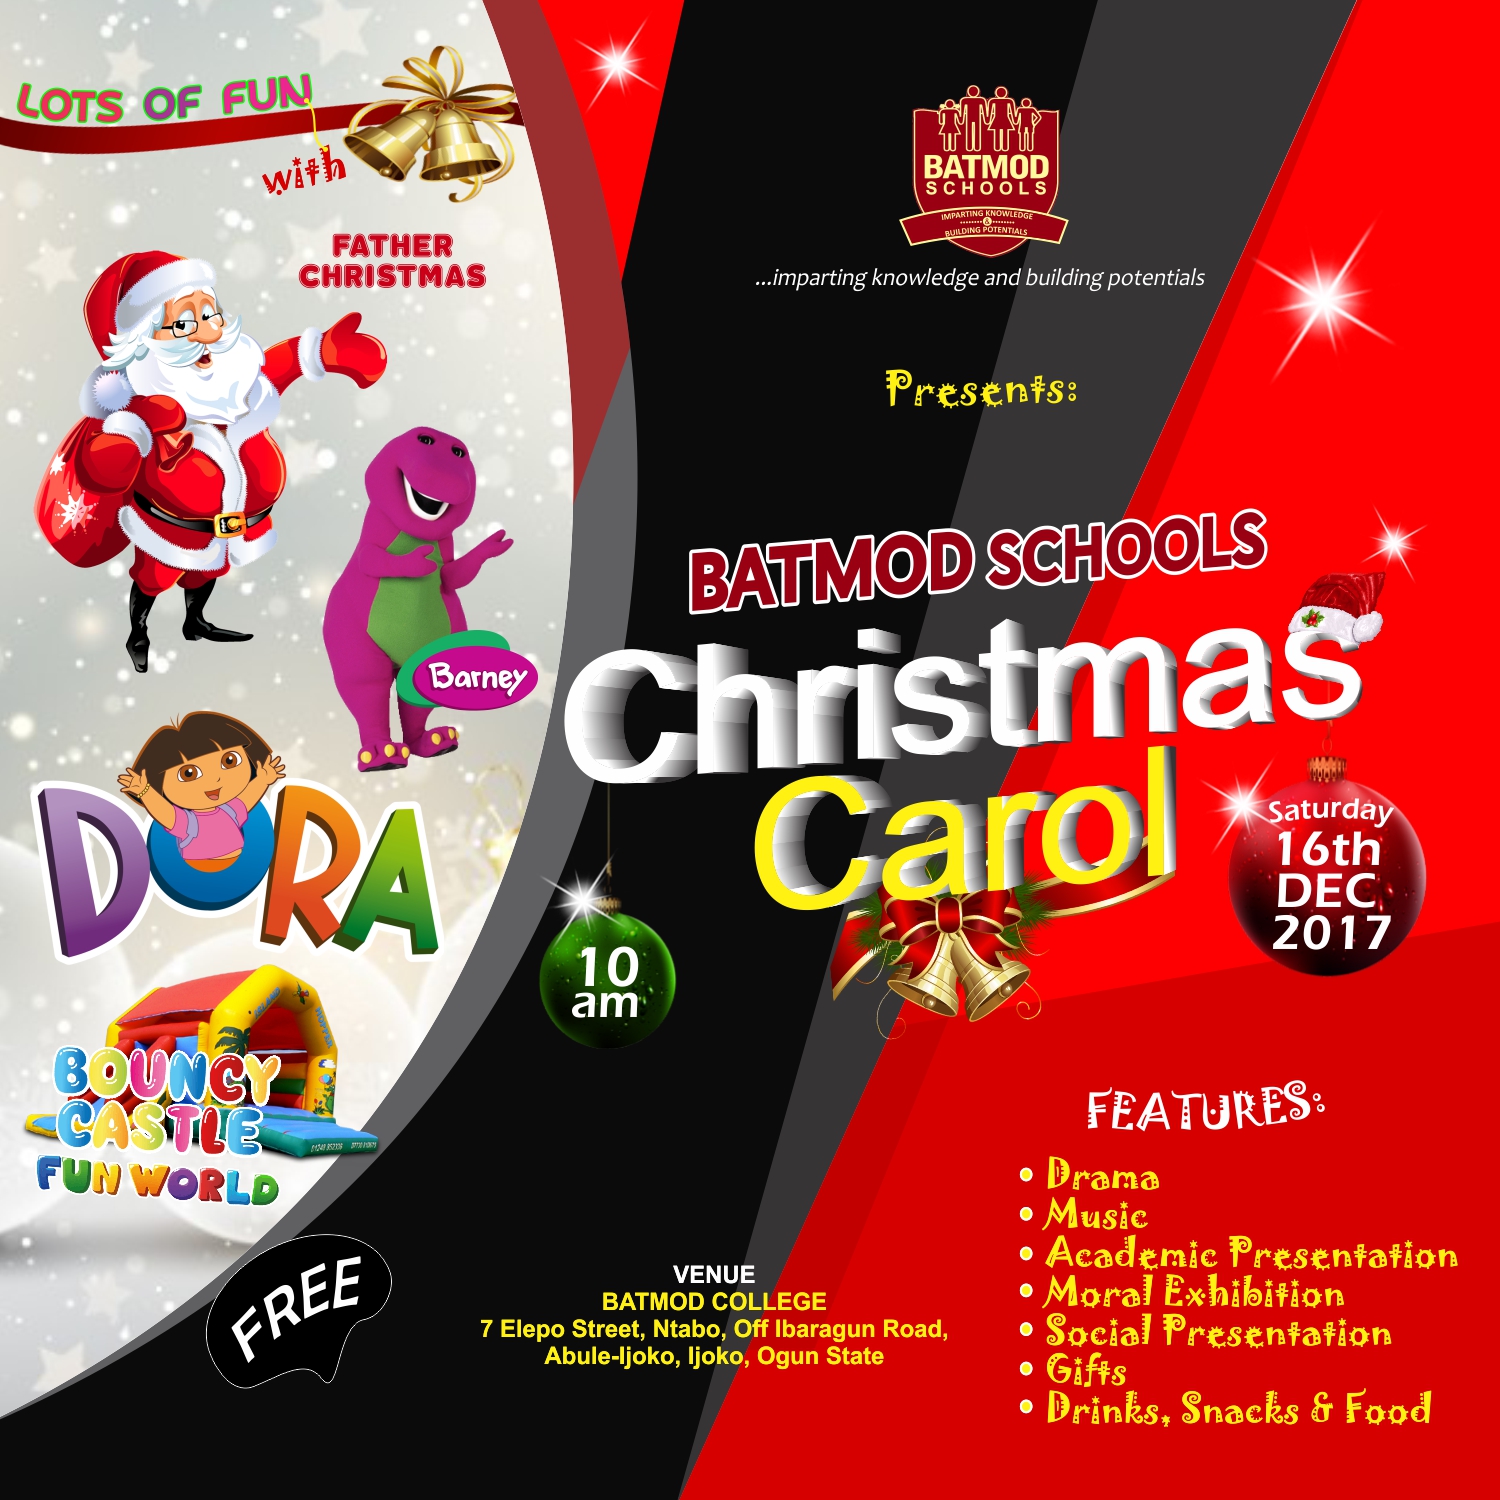 LOTS OF FUN
with
FATHER
CHRISTMAS
Barney
DORA
BOUNCY
CASTLE
FUN WORLD
FREE
BATMOD
SCHOOLS
IMPARTING KNOWLEDGE
&
BUILDING POTENTIALS
...imparting knowledge and building potentials
Presents:
BATMOD SCHOOLS
Christmas
Carol
Saturday
16th
DEC
2017
10
am
VENUE
BATMOD COLLEGE
7 Elepo Street, Ntabo, Off Ibaragun Road,
Abule-Ijoko, Ijoko, Ogun State
FEATURES:
• Drama
• Music
• Academic Presentation
• Moral Exhibition
• Social Presentation
• Gifts
• Drinks, Snacks & Food